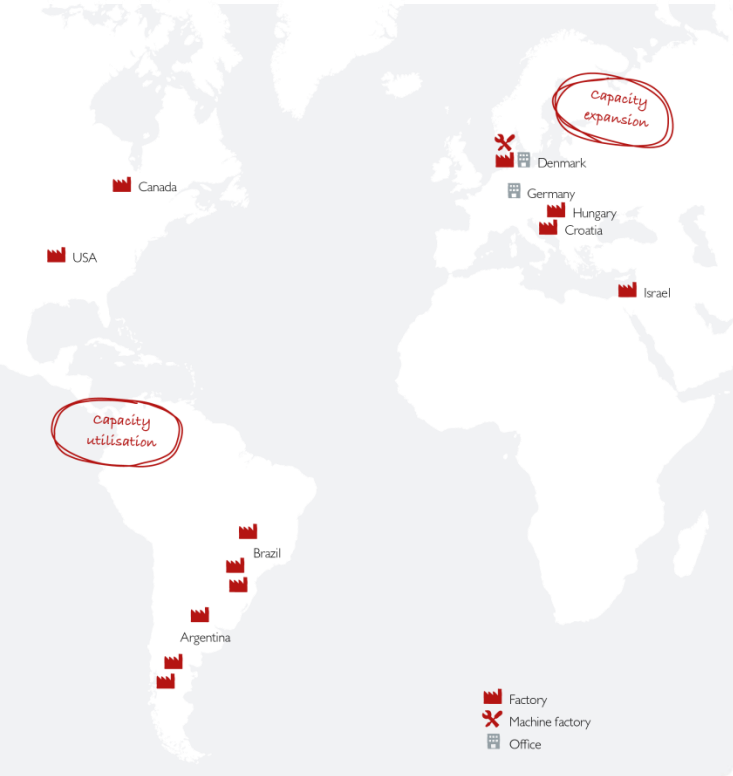 Capacity
expansion
Denmark
Canada
Germany
Hungary
Croatia
USA
Israel
Capacity
utilisation
Brazil
Argentina
Factory
Machine factory
Office